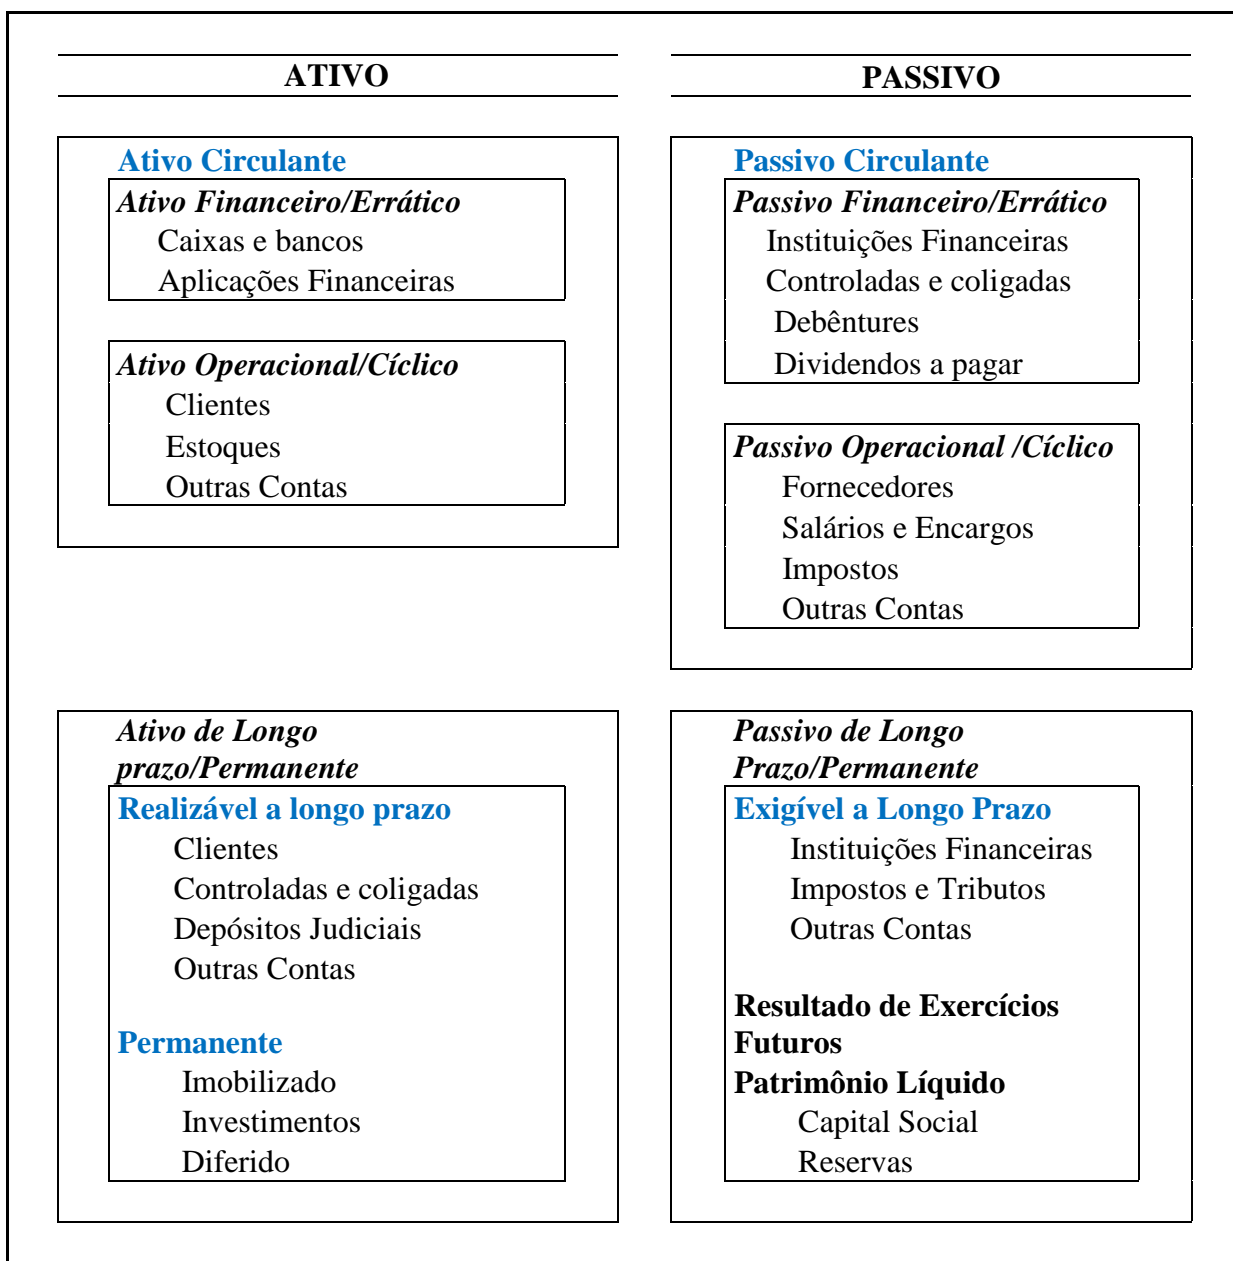 ATIVO
Ativo Circulante
Ativo Financeiro/Errático
Caixas e bancos
Aplicações Financeiras
Ativo Operacional/Cíclico
Clientes
Estoques
Outras Contas
Ativo de Longo
prazo/Permanente
Realizável a longo prazo
Clientes
Controladas e coligadas
Depósitos Judiciais
Outras Contas
Permanente
Imobilizado
Investimentos
Diferido
PASSIVO
Passivo Circulante
Passivo Financeiro/Errático
Instituições Financeiras
Controladas e coligadas
Debêntures
Dividendos a pagar
Passivo Operacional /Cíclico
Fornecedores
Salários e Encargos
Impostos
Outras Contas
Passivo de Longo
Prazo/Permanente
Exigível a Longo Prazo
Instituições Financeiras
Impostos e Tributos
Outras Contas
Resultado de Exercícios
Futuros
Patrimônio Líquido
Capital Social
Reservas